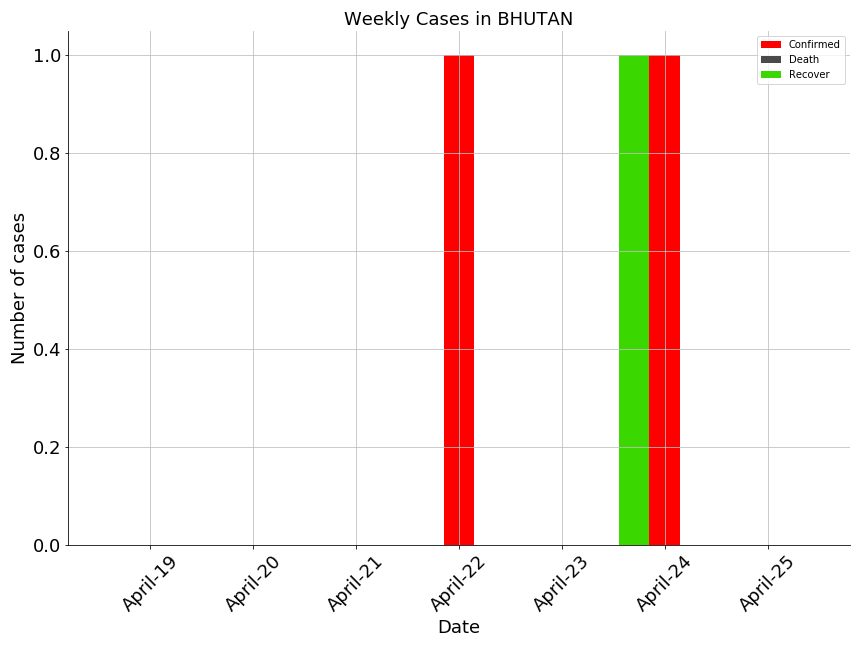 Weekly Cases in BHUTAN
Confirmed
Death
Recover
1.0
0.8
0.6
0.4
0.2
0.0
Number of cases
April-19
April-20
April-21
April-22
April-23
April-24
April-25
Date